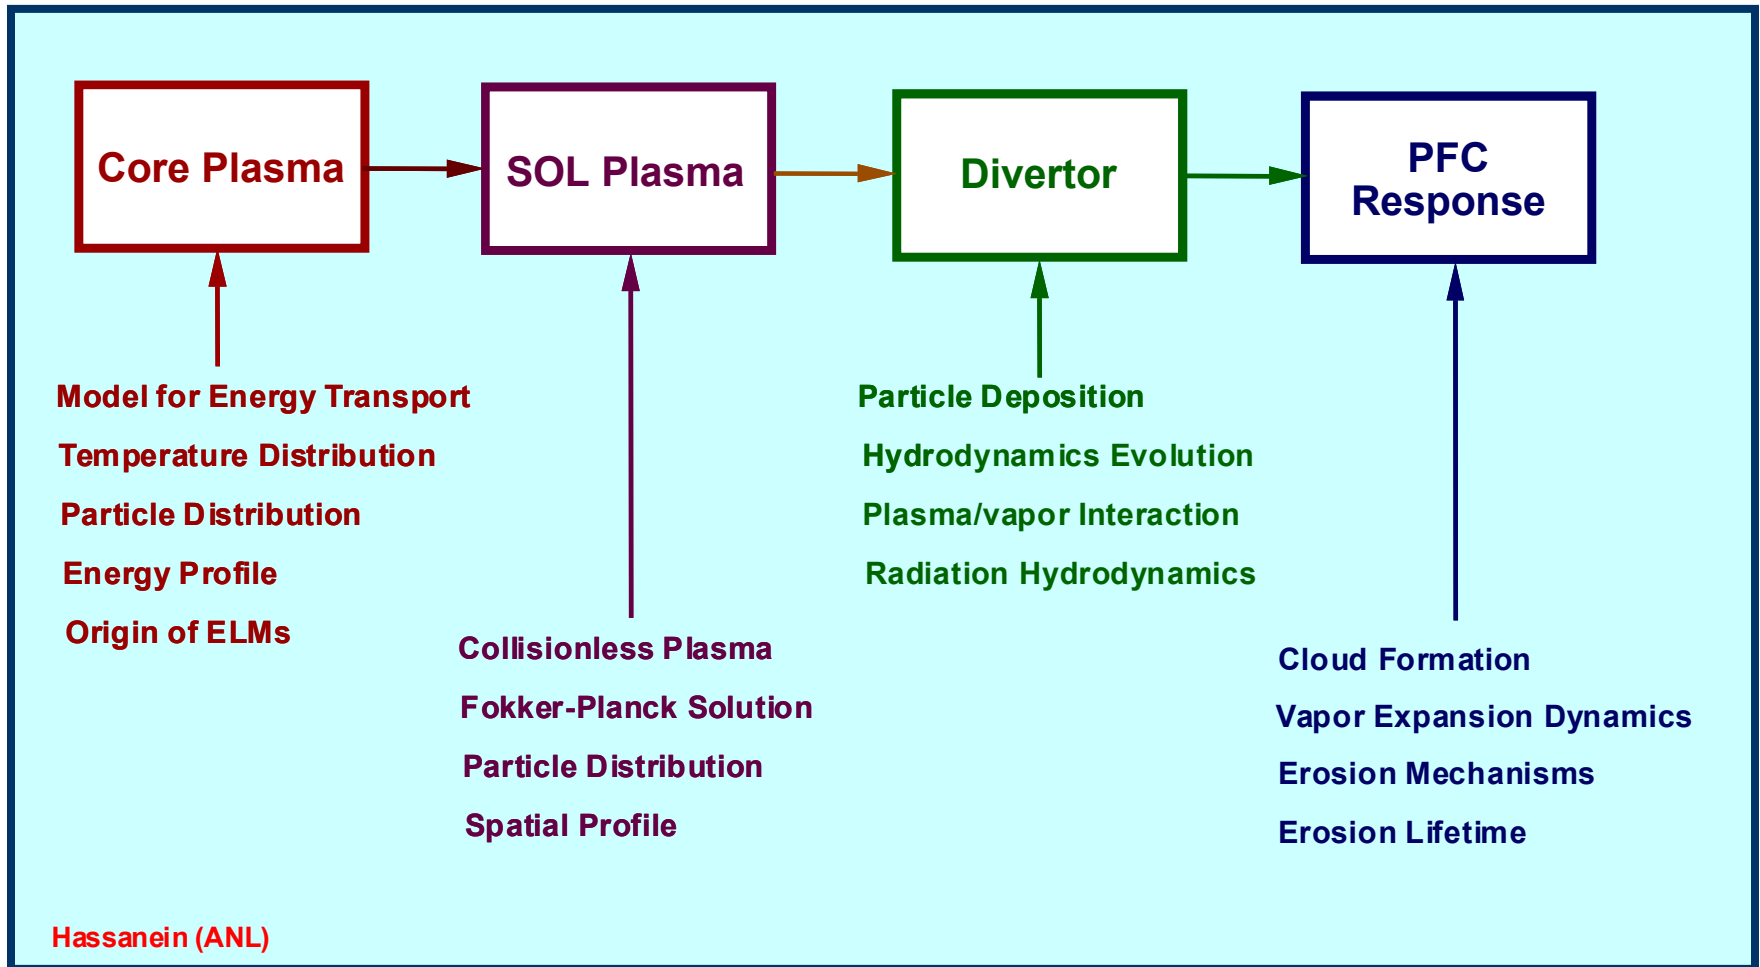 Core Plasma
SOL Plasma
Divertor
PFC
Response
Model for Energy Transport
Temperature Distribution
Particle Distribution
Energy Profile
Origin of ELMs
Collisionless Plasma
Fokker-Planck Solution
Particle Distribution
Spatial Profile
Particle Deposition
Hydrodynamics Evolution
Plasma/vapor Interaction
Radiation Hydrodynamics
Cloud Formation
Vapor Expansion Dynamics
Erosion Mechanisms
Erosion Lifetime
Hassanein (ANL)